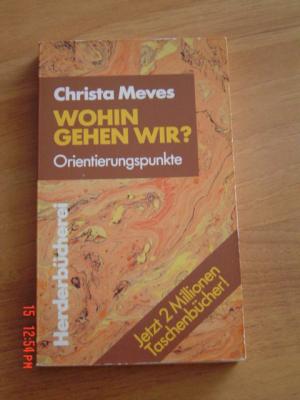 Christa Meves
WOHIN
GEHEN WIR?
Orientierungspunkte
Herderbücherei
Jetzt 2 Millionen
Taschenbücher!
15 12:54PM